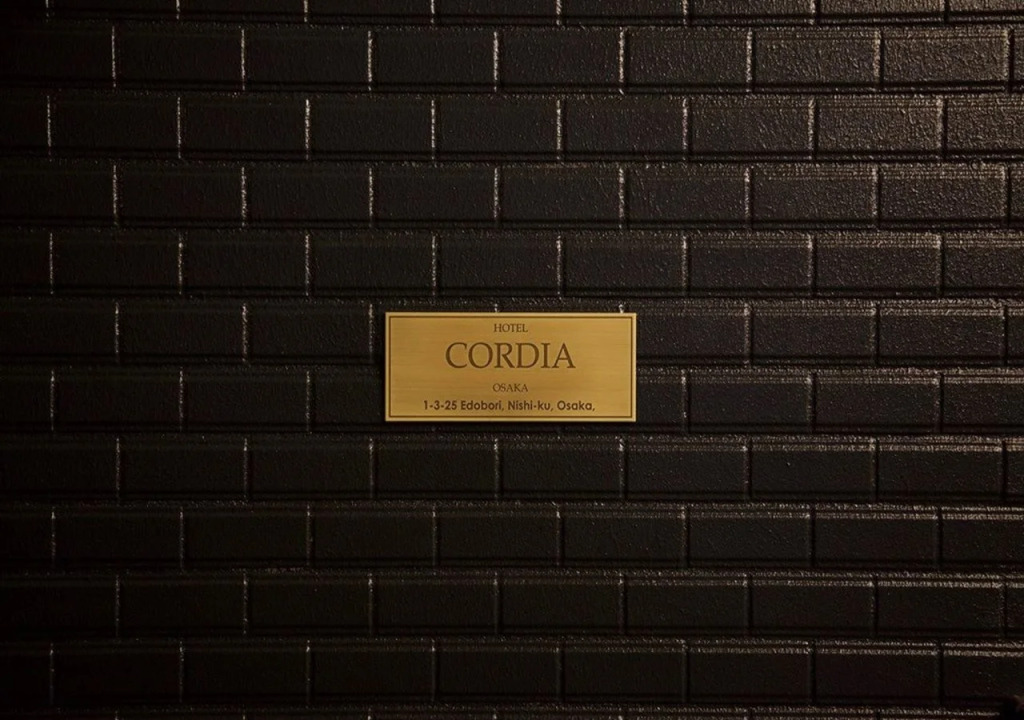 HOTEL
CORDIA
OSAKA
1-3-25 Edobori, Nishi-ku, Osaka,